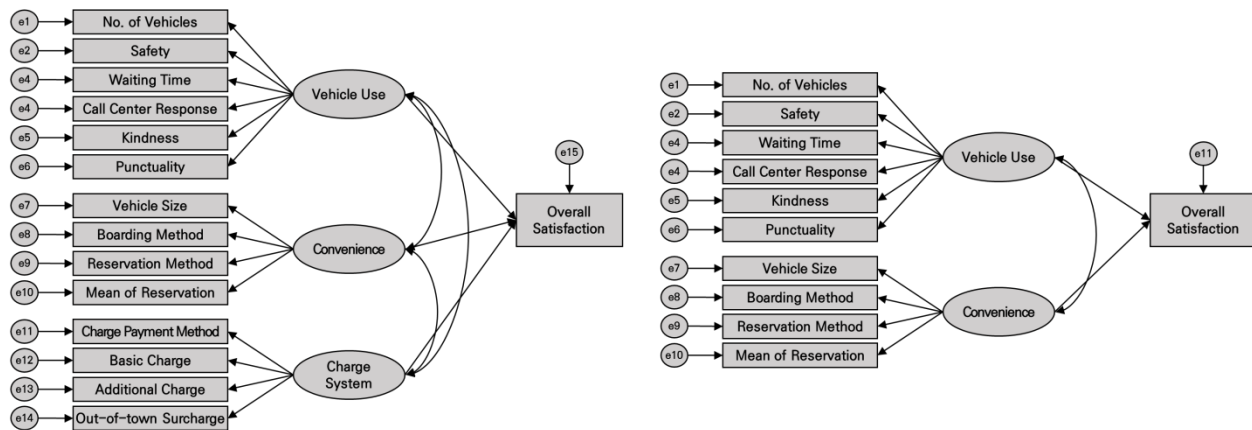 e1 No. of Vehicles
e2 Safety
e4 Waiting Time
e4 Call Center Response
e5 Kindness
e6 Punctuality
Vehicle Use
e7 Vehicle Size
e8 Boarding Method
e9 Reservation Method
e10 Mean of Reservation
Convenience
e11 Charge Payment Method
e12 Basic Charge
e13 Additional Charge
e14 Out-of-town Surcharge
Charge
System
e15
Overall
Satisfaction
e1 No. of Vehicles
e2 Safety
e4 Waiting Time
e4 Call Center Response
e5 Kindness
e6 Punctuality
Vehicle Use
e7 Vehicle Size
e8 Boarding Method
e9 Reservation Method
e10 Mean of Reservation
Convenience
e11
Overall
Satisfaction